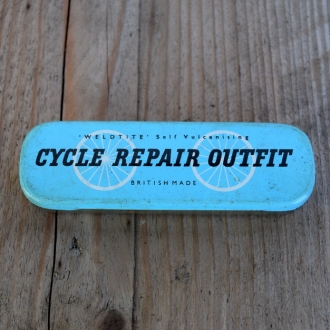 'WELDTITE' Self Vulcanising
CYCLE REPAIR OUTFIT
BRITISH MADE